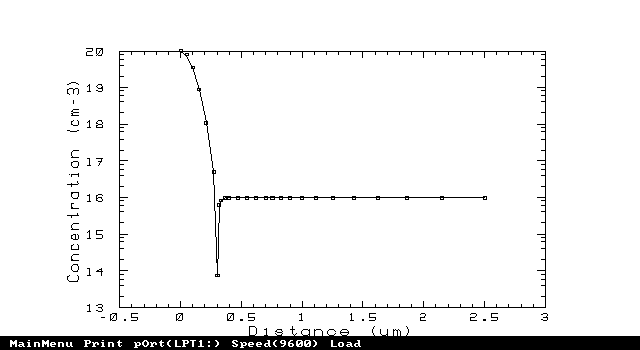 20
19
18
17
16
15
14
13
Concentration (cm-3)
-0.5 0 0.5 1 1.5 2 2.5 3
Distance (um)
MainMenu Print pOrt(LPT1:) Speed(9600) Load